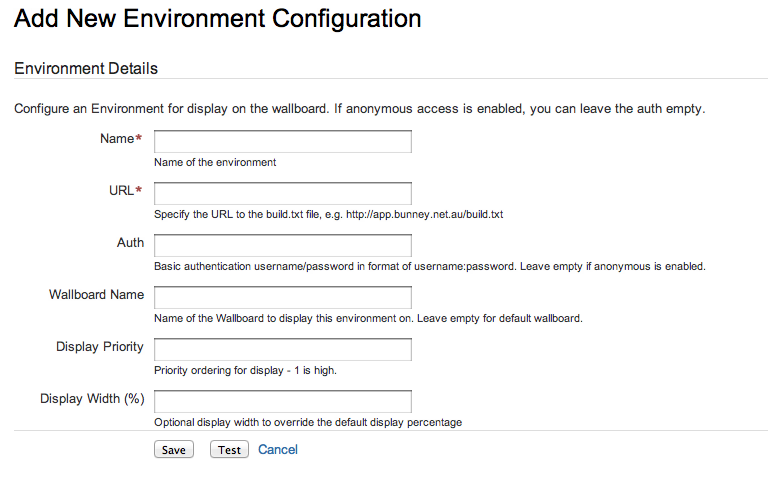 Add New Environment Configuration
Environment Details
Configure an Environment for display on the wallboard. If anonymous access is enabled, you can leave the auth empty.
Name*
Name of the environment
URL*
Specify the URL to the build.txt file, e.g. http://app.bunney.net.au/build.txt
Auth
Basic authentication username/password in format of username:password. Leave empty if anonymous is enabled.
Wallboard Name
Name of the Wallboard to display this environment on. Leave empty for default wallboard.
Display Priority
Priority ordering for display - 1 is high.
Display Width (%)
Optional display width to override the default display percentage
Save Test Cancel